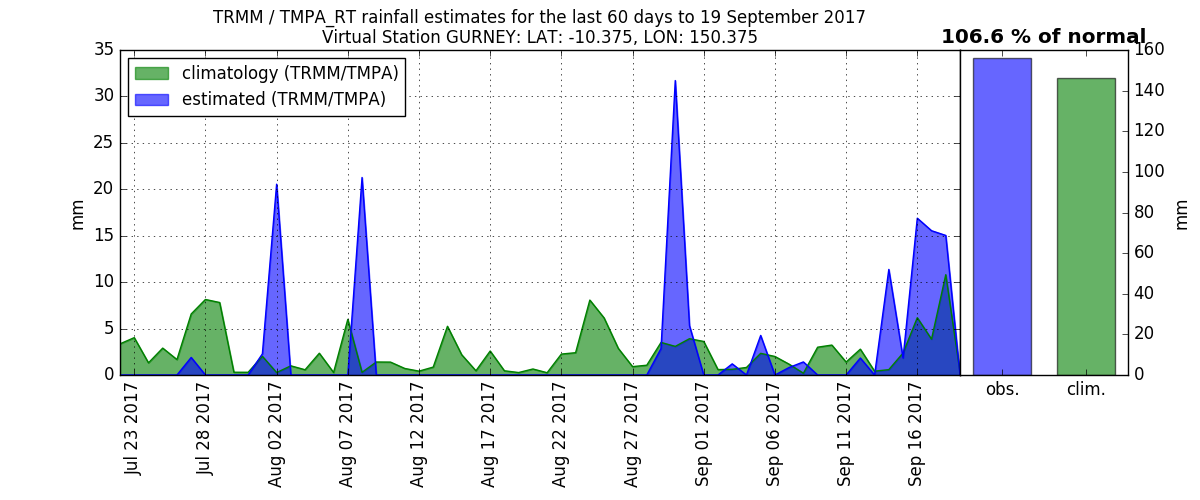 TRMM / TMPA_RT rainfall estimates for the last 60 days to 19 September 2017
Virtual Station GURNEY: LAT: -10.375, LON: 150.375
106.6 % of normal
climatology (TRMM/TMPA)
estimated (TRMM/TMPA)
35
30
25
20
15
10
5
0
mm
Jul 23 2017
Jul 28 2017
Aug 02 2017
Aug 07 2017
Aug 12 2017
Aug 17 2017
Aug 22 2017
Aug 27 2017
Sep 01 2017
Sep 06 2017
Sep 11 2017
Sep 16 2017
160
140
120
100
80
60
40
20
0
mm
obs.
clim.